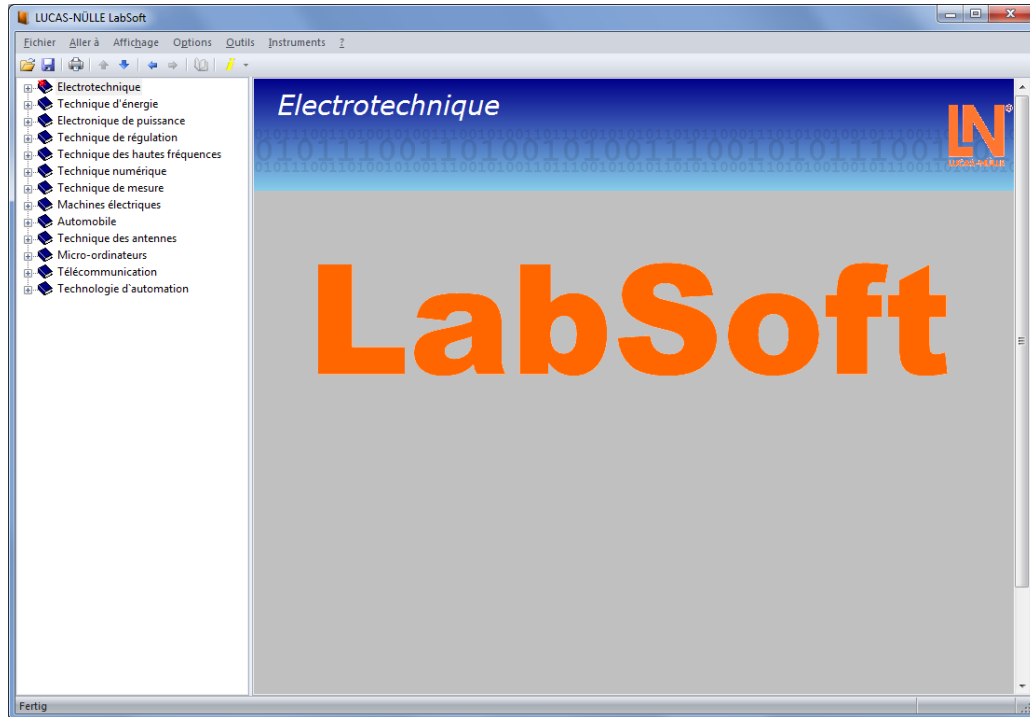 LUCAS-NÜLLE LabSoft
Fichier Aller à Affichage Options Outils Instruments ?
Electrotechnique
Technique d'énergie
Electronique de puissance
Technique de régulation
Technique des hautes fréquences
Technique numérique
Technique de mesure
Machines électriques
Automobile
Technique des antennes
Micro-ordinateurs
Télécommunication
Technologie d`automation
Electrotechnique
LN®
LUCAS-NÜLLE
LabSoft
Fertig